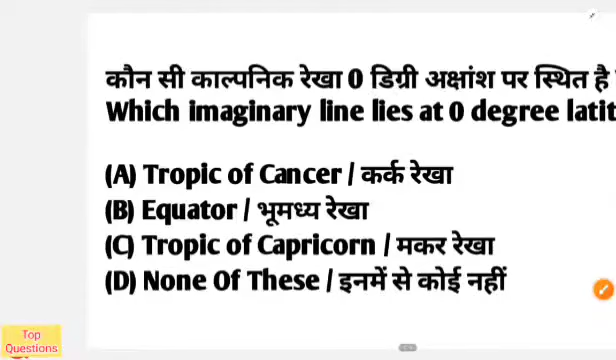 कौन सी काल्पनिक रेखा 0 डिग्री अक्षांश पर स्थित है
Which imaginary line lies at 0 degree latit
(A) Tropic of Cancer / कर्क रेखा
(B) Equator / भूमध्य रेखा
(C) Tropic of Capricorn / मकर रेखा
(D) None Of These / इनमें से कोई नहीं
Top
Questions